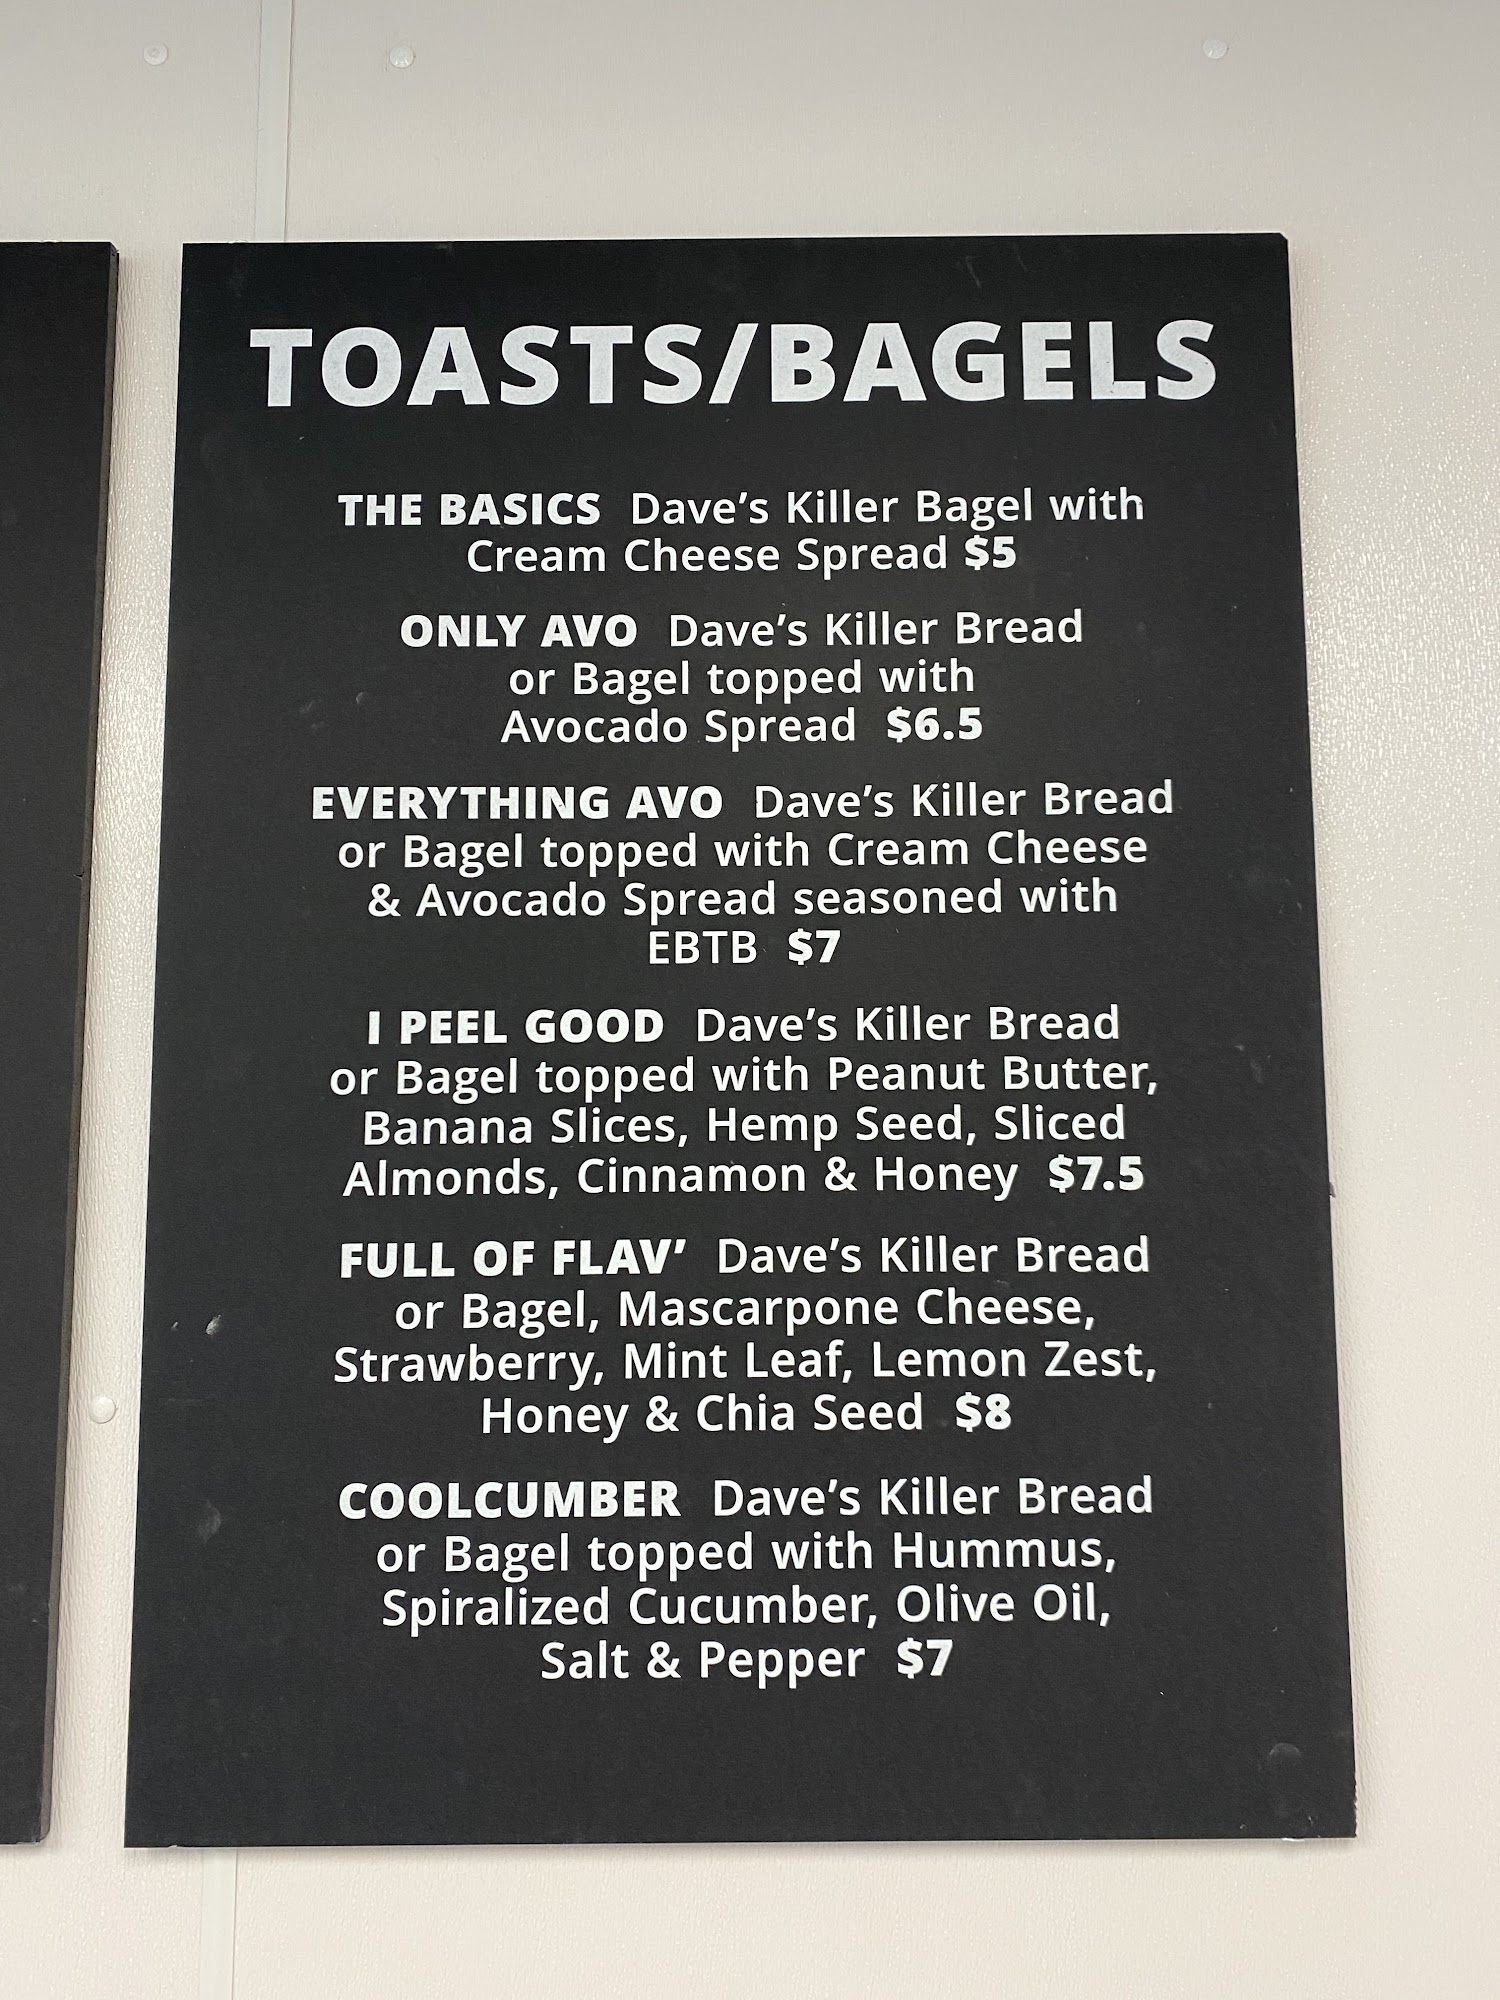 TOASTS/BAGELS
THE BASICS Dave's Killer Bagel with
Cream Cheese Spread $5
ONLY AVO Dave's Killer Bread
or Bagel topped with
Avocado Spread $6.5
EVERYTHING AVO Dave's Killer Bread
or Bagel topped with Cream Cheese
& Avocado Spread seasoned with
EBTB $7
I PEEL GOOD Dave's Killer Bread
or Bagel topped with Peanut Butter,
Banana Slices, Hemp Seed, Sliced
Almonds, Cinnamon & Honey $7.5
FULL OF FLAV' Dave's Killer Bread
or Bagel, Mascarpone Cheese,
Strawberry, Mint Leaf, Lemon Zest,
Honey & Chia Seed $8
COOLCUMBER Dave's Killer Bread
or Bagel topped with Hummus,
Spiralized Cucumber, Olive Oil,
Salt & Pepper $7